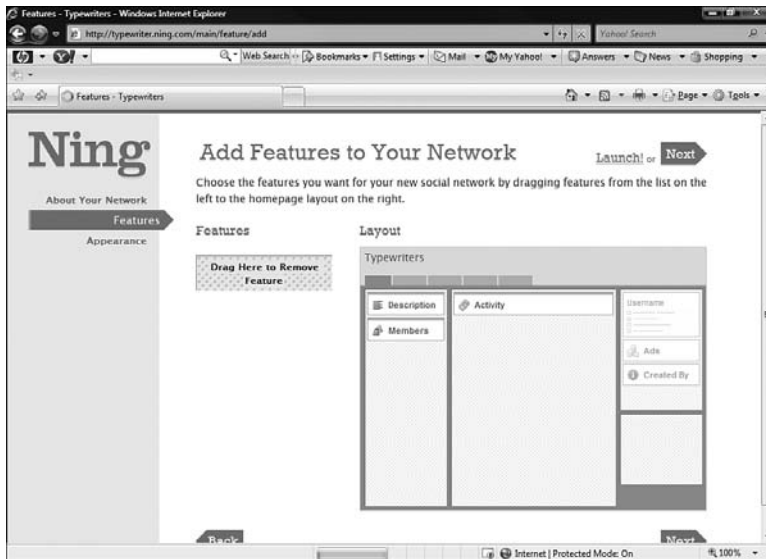 Features - Typewriters - Windows Internet Explorer
http://typewriter.ning.com/main/feature/add
Yahoo! Search
Web Search
Bookmarks
Settings
Mail
My Yahoo!
Answers
News
Shopping
Features - Typewriters
Page
Tools
Ning
Add Features to Your Network
Launch! or Next
Choose the features you want for your new social network by dragging features from the list on the
left to the homepage layout on the right.
About Your Network
Features
Appearance
Features
Layout
Drag Here to Remove
Feature
Typewriters
Description
Activity
Username
Members
Ads
Created By
Back
Next
Internet | Protected Mode: On
100%